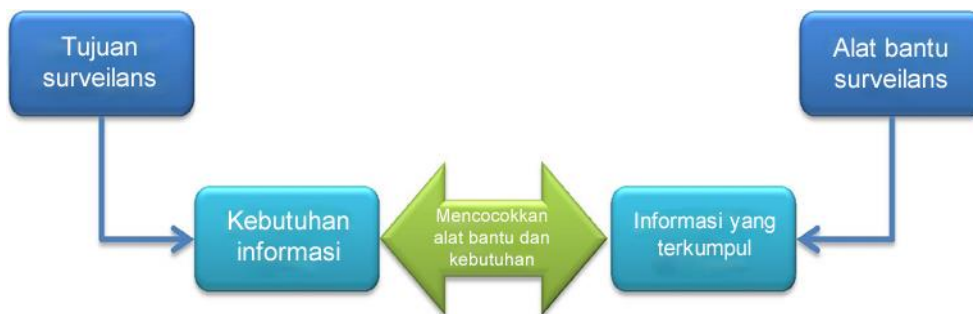 Tujuan
surveilans
Alat bantu
surveilans
Kebutuhan
informasi
Mencocokkan
alat bantu dan
kebutuhan
Informasi yang
terkumpul